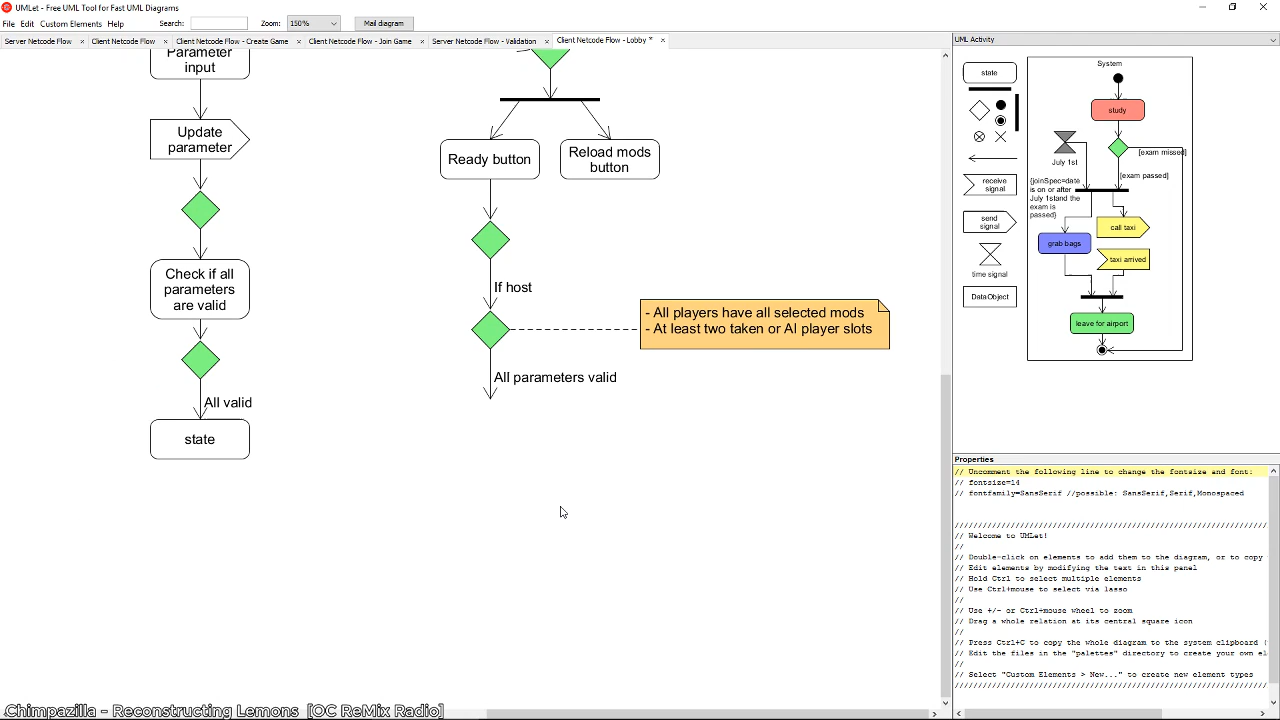 UMLet - Free UML Tool for Fast UML Diagrams
File Edit Custom Elements Help Search: Zoom: 150% Mail diagram
Server Netcode Flow Client Netcode Flow Client Netcode Flow - Create Game Client Netcode Flow - Join Game Server Netcode Flow - Validation Client Netcode Flow - Lobby *
Parameter
input
Update
parameter
Check if all
parameters
are valid
All valid
state
Ready button
Reload mods
button
If host
- All players have all selected mods
- At least two taken or AI player slots
All parameters valid
UML Activity
state
receive
signal
send
signal
time signal
DataObject
System
study
July 1st
[exam missed]
[exam passed]
{joinSpec=date
is on or after
July 1stand the
exam is
passed}
call taxi
grab bags
taxi arrived
leave for airport
Properties
// Uncomment the following line to change the fontsize and font:
// fontsize=14
// fontfamily=SansSerif //possible: SansSerif,Serif,Monospaced
//////////////////////////////////////////////////////////////
// Welcome to UMLet!
//
// Double-click on elements to add them to the diagram, or to copy
// Edit elements by modifying the text in this panel
// Hold Ctrl to select multiple elements
// Use Ctrl+mouse to select via lasso
//
// Use +/- or Ctrl+mouse wheel to zoom
// Drag a whole relation at its central square icon
//
// Press Ctrl+C to copy the whole diagram to the system clipboard (
// Edit the files in the "palettes" directory to create your own el
//
// Select "Custom Elements > New..." to create new element types
//////////////////////////////////////////////////////////////
Chimpazilla - Reconstructing Lemons [OC ReMix Radio]